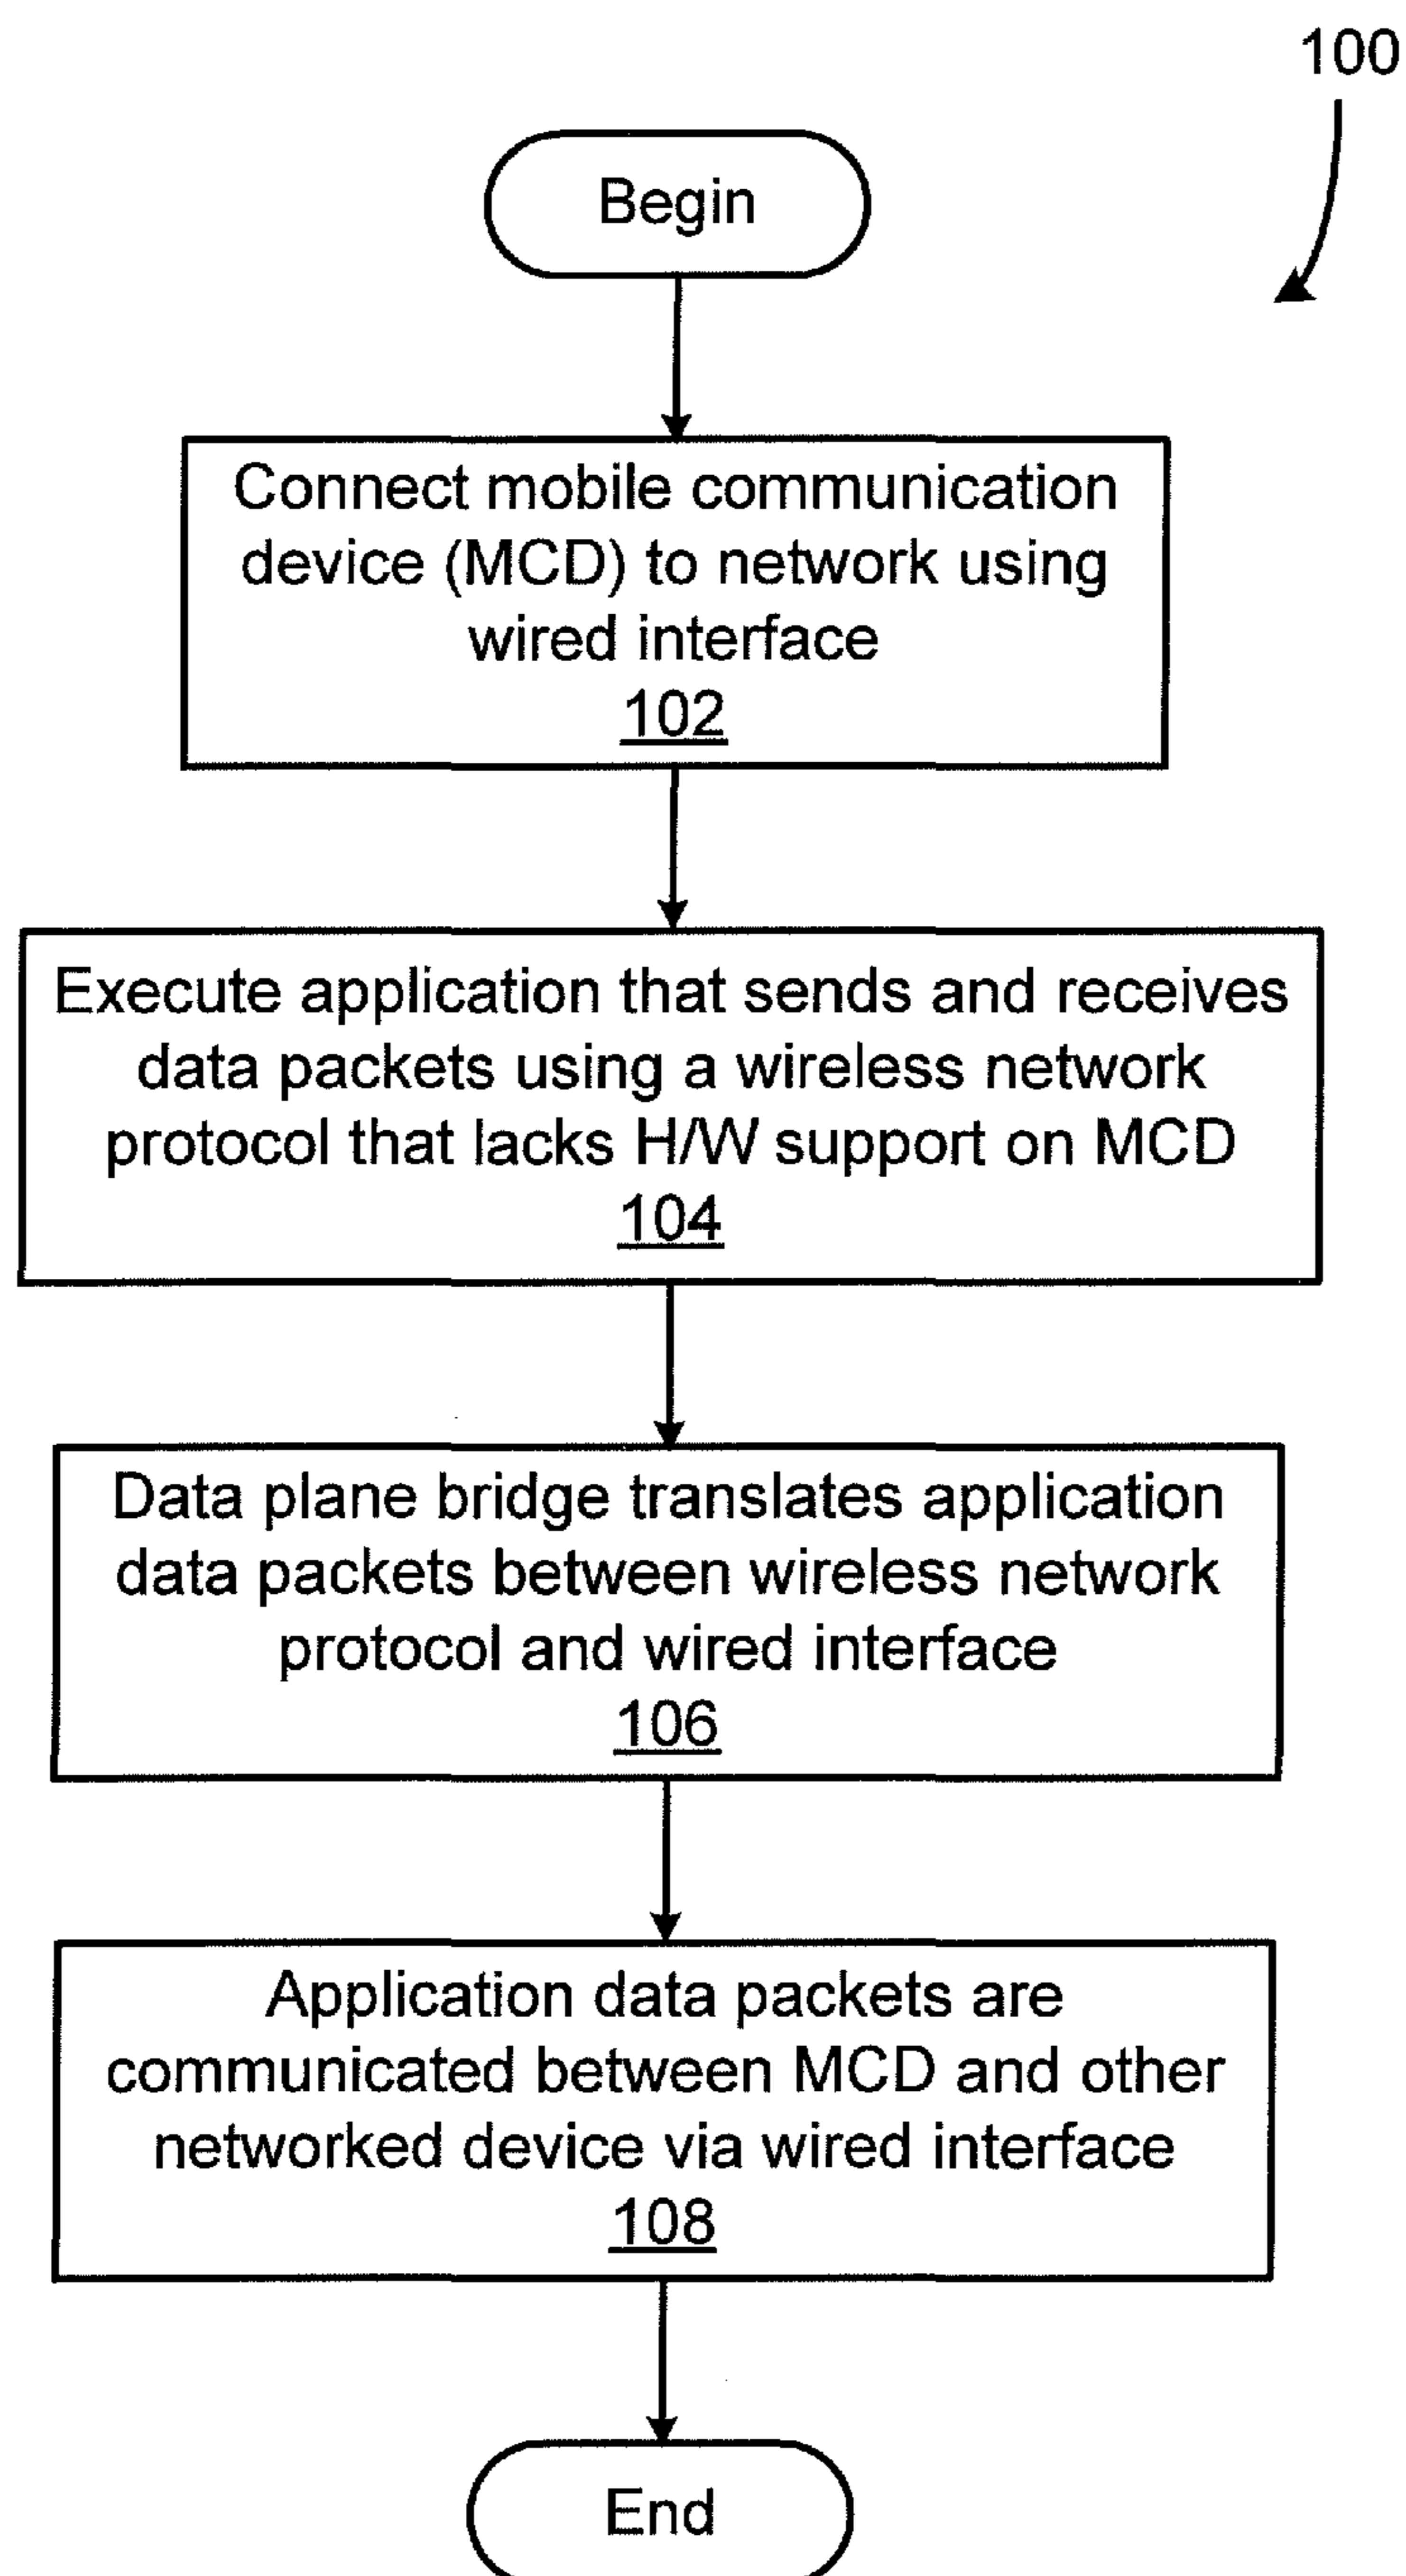 100
Begin
Connect mobile communication
device (MCD) to network using
wired interface
102
Execute application that sends and receives
data packets using a wireless network
protocol that lacks H/W support on MCD
104
Data plane bridge translates application
data packets between wireless network
protocol and wired interface
106
Application data packets are
communicated between MCD and other
networked device via wired interface
108
End